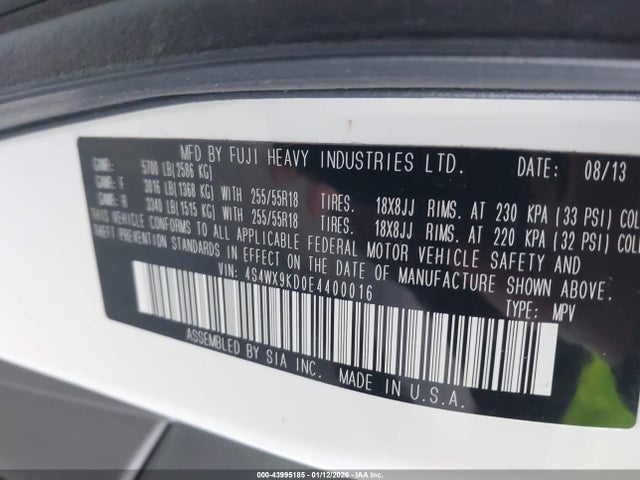 MFD BY FUJI HEAVY INDUSTRIES LTD. DATE: 08/13
GVWR: 5700 LB(2586 KG)
GAWR: F 3016 LB(1368 KG) WITH 255/55R18 TIRES. 18X8JJ RIMS. AT 230 KPA (33 PSI) COLD
GAWR: R 3340 LB(1515 KG) WITH 255/55R18 TIRES. 18X8JJ RIMS. AT 220 KPA (32 PSI) COLD
THIS VEHICLE CONFORMS TO ALL APPLICABLE FEDERAL MOTOR VEHICLE SAFETY AND
THEFT PREVENTION STANDARDS IN EFFECT ON THE DATE OF MANUFACTURE SHOWN ABOVE.
VIN: 4S4WX9KD0E4400016 TYPE: MPV
ASSEMBLED BY SIA INC. MADE IN U.S.A.
000-43995185 - 01/12/2026 - COPYRIGHT IAA